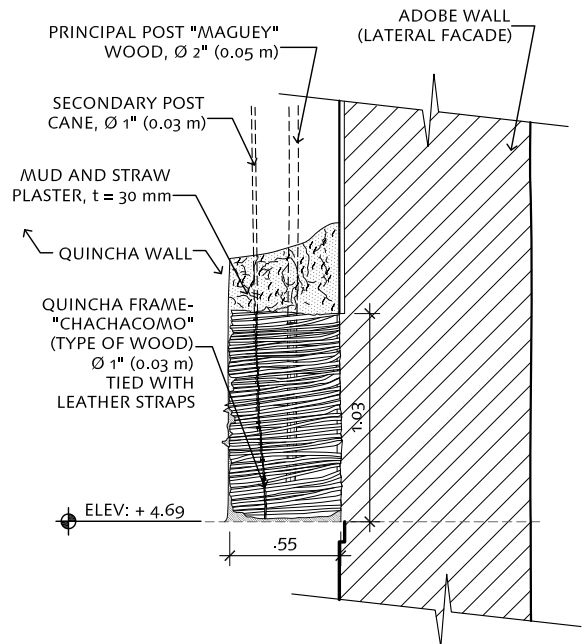 PRINCIPAL POST "MAGUEY"
WOOD, Ø 2" (0.05 m)
ADOBE WALL
(LATERAL FACADE)
SECONDARY POST
CANE, Ø 1" (0.03 m)
MUD AND STRAW
PLASTER, t = 30 mm
QUINCHA WALL
QUINCHA FRAME-
"CHACHACOMO"
(TYPE OF WOOD)
Ø 1" (0.03 m)
TIED WITH
LEATHER STRAPS
1.03
ELEV: + 4.69
.55